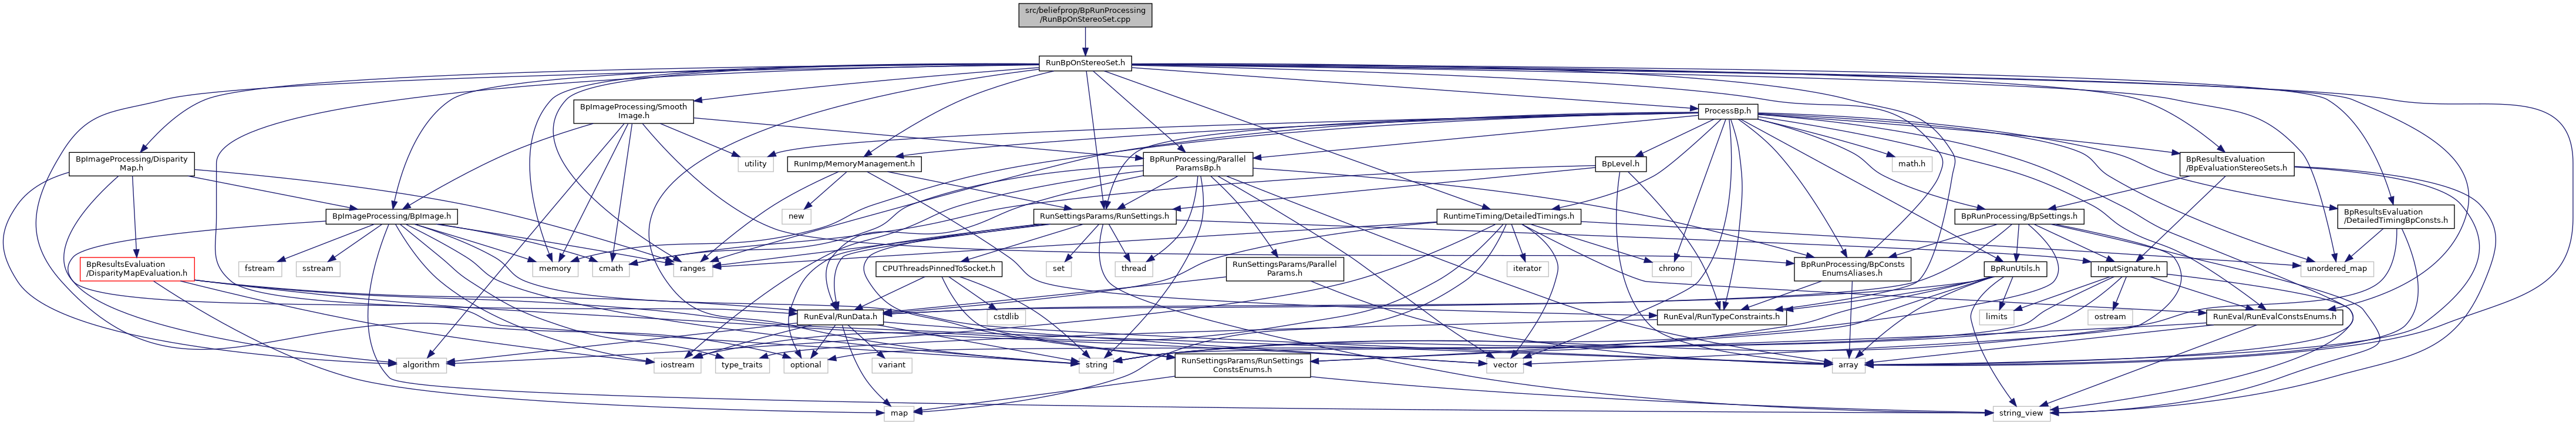 src/beliefprop/BpRunProcessing
/RunBpOnStereoSet.cpp
RunBpOnStereoSet.h
BpImageProcessing/Smooth
Image.h
ProcessBp.h
BpImageProcessing/Disparity
Map.h
utility
RunImp/MemoryManagement.h
BpRunProcessing/Parallel
ParamsBp.h
BpLevel.h
math.h
BpResultsEvaluation
/BpEvaluationStereoSets.h
BpImageProcessing/BpImage.h
new
RunSettingsParams/RunSettings.h
RuntimeTiming/DetailedTimings.h
BpRunProcessing/BpSettings.h
BpResultsEvaluation
/DetailedTimingBpConsts.h
BpResultsEvaluation
/DisparityMapEvaluation.h
fstream
sstream
memory
cmath
ranges
CPUThreadsPinnedToSocket.h
set
thread
RunSettingsParams/Parallel
Params.h
iterator
chrono
BpRunProcessing/BpConsts
EnumsAliases.h
BpRunUtils.h
InputSignature.h
unordered_map
RunEval/RunData.h
cstdlib
RunEval/RunTypeConstraints.h
limits
ostream
RunEval/RunEvalConstsEnums.h
algorithm
iostream
type_traits
optional
variant
string
RunSettingsParams/RunSettings
ConstsEnums.h
vector
array
map
string_view